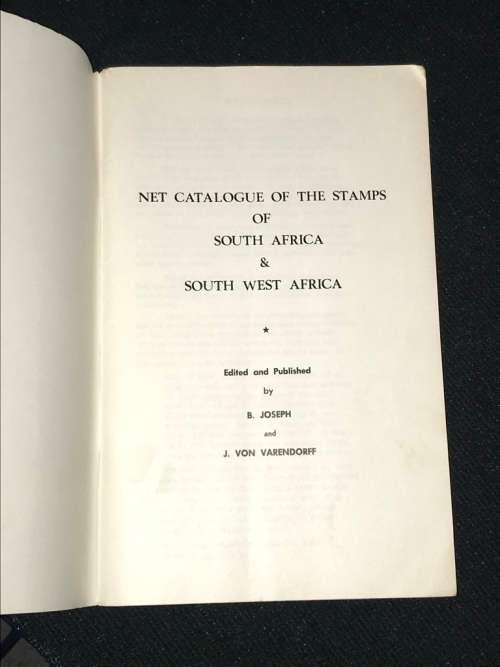 NET CATALOGUE OF THE STAMPS
OF
SOUTH AFRICA
&
SOUTH WEST AFRICA
★
Edited and Published
by
B. JOSEPH
and
J. VON VARENDORFF